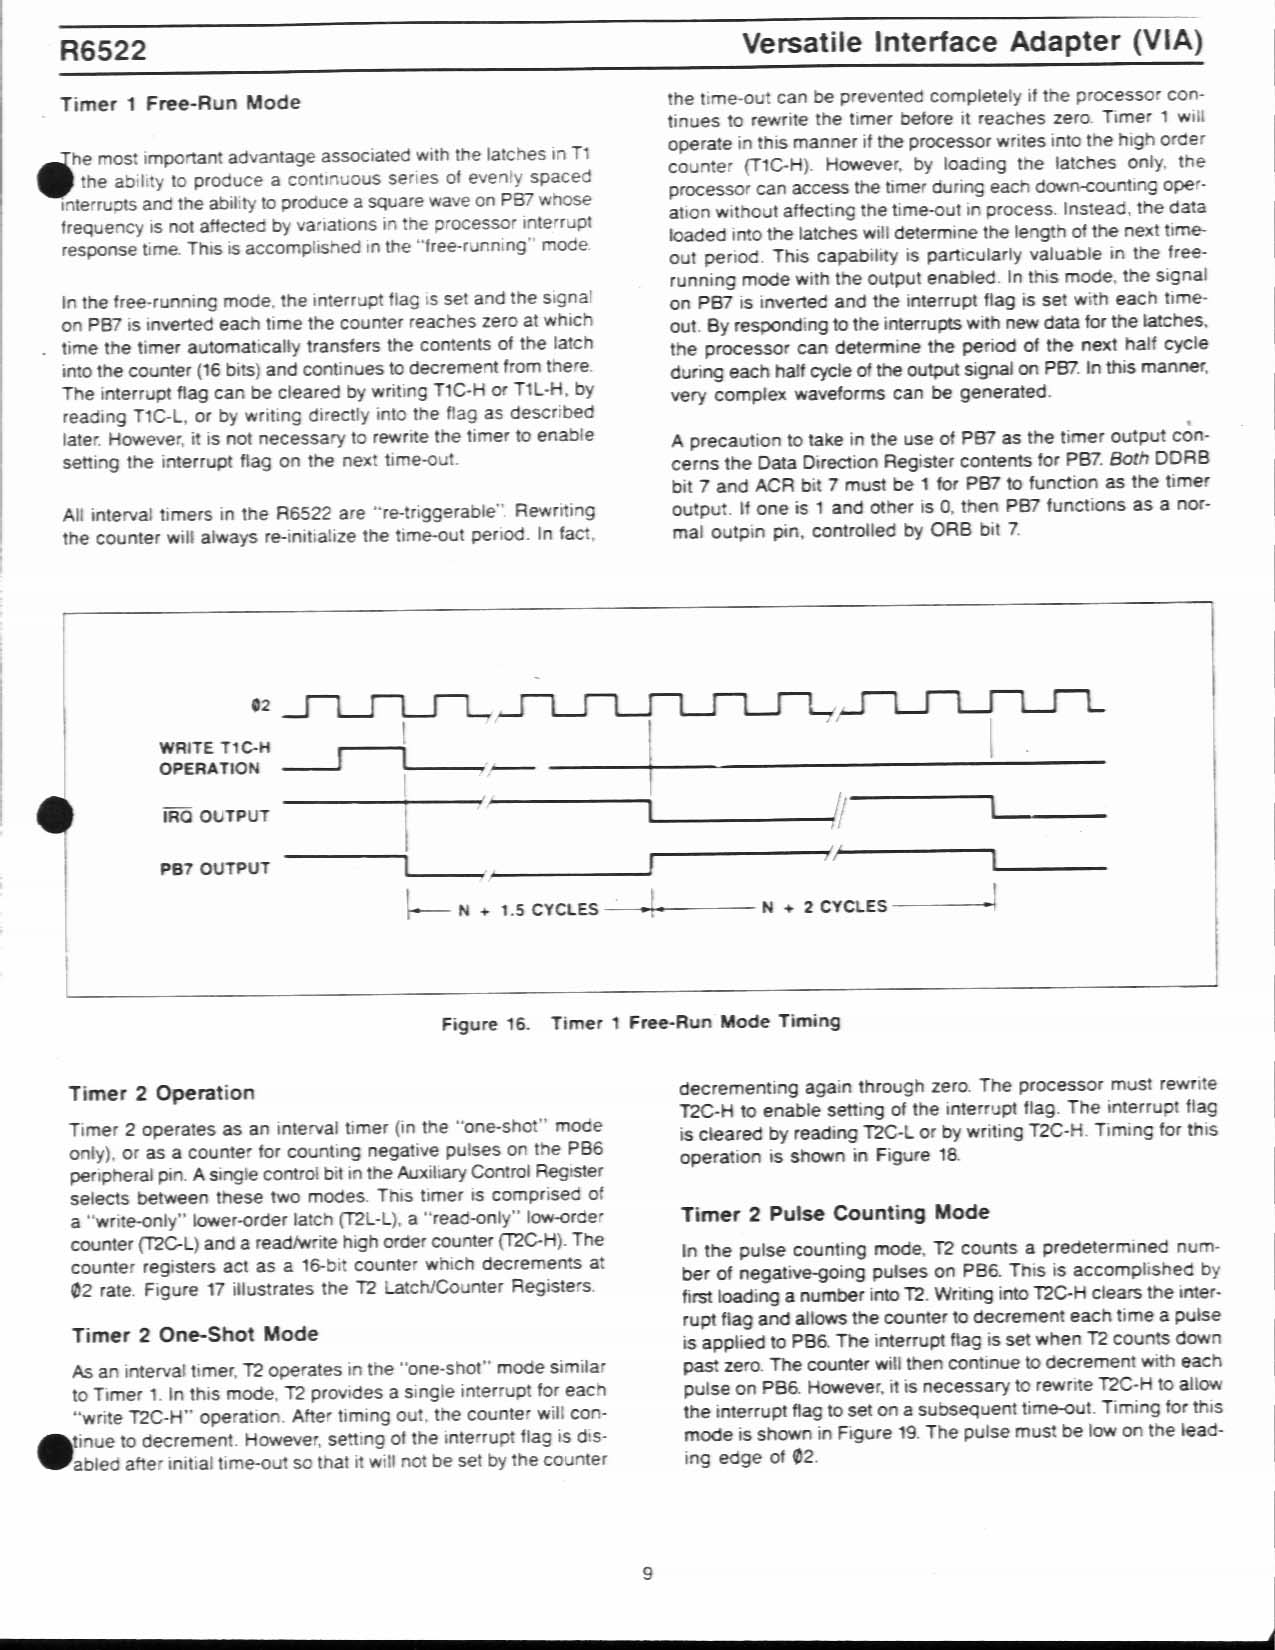 R6522
Versatile Interface Adapter (VIA)
Timer 1 Free-Run Mode
The most important advantage associated with the latches in T1
the ability to produce a continuous series of evenly spaced
interrupts and the ability to produce a square wave on PB7 whose
frequency is not affected by variations in the processor interrupt
response time. This is accomplished in the "free-running" mode.
In the free-running mode, the interrupt flag is set and the signal
on PB7 is inverted each time the counter reaches zero at which
time the timer automatically transfers the contents of the latch
into the counter (16 bits) and continues to decrement from there.
The interrupt flag can be cleared by writing T1C-H or T1L-H, by
reading T1C-L, or by writing directly into the flag as described
later. However, it is not necessary to rewrite the timer to enable
setting the interrupt flag on the next time-out.
All interval timers in the R6522 are "re-triggerable". Rewriting
the counter will always re-initialize the time-out period. In fact,
the time-out can be prevented completely if the processor con-
tinues to rewrite the timer before it reaches zero. Timer 1 will
operate in this manner if the processor writes into the high order
counter (T1C-H). However, by loading the latches only, the
processor can access the timer during each down-counting oper-
ation without affecting the time-out in process. Instead, the data
loaded into the latches will determine the length of the next time-
out period. This capability is particularly valuable in the free-
running mode with the output enabled. In this mode, the signal
on PB7 is inverted and the interrupt flag is set with each time-
out. By responding to the interrupts with new data for the latches,
the processor can determine the period of the next half cycle
during each half cycle of the output signal on PB7. In this manner,
very complex waveforms can be generated.
A precaution to take in the use of PB7 as the timer output con-
cerns the Data Direction Register contents for PB7. Both DDRB
bit 7 and ACR bit 7 must be 1 for PB7 to function as the timer
output. If one is 1 and other is 0, then PB7 functions as a nor-
mal outpin pin, controlled by ORB bit 7.
Ø2
WRITE T1C-H
OPERATION
IRQ OUTPUT
PB7 OUTPUT
N + 1.5 CYCLES
N + 2 CYCLES
Figure 16. Timer 1 Free-Run Mode Timing
Timer 2 Operation
Timer 2 operates as an interval timer (in the "one-shot" mode
only), or as a counter for counting negative pulses on the PB6
peripheral pin. A single control bit in the Auxiliary Control Register
selects between these two modes. This timer is comprised of
a "write-only" lower-order latch (T2L-L), a "read-only" low-order
counter (T2C-L) and a read/write high order counter (T2C-H). The
counter registers act as a 16-bit counter which decrements at
Ø2 rate. Figure 17 illustrates the T2 Latch/Counter Registers.
Timer 2 One-Shot Mode
As an interval timer, T2 operates in the "one-shot" mode similar
to Timer 1. In this mode, T2 provides a single interrupt for each
"write T2C-H" operation. After timing out, the counter will con-
tinue to decrement. However, setting of the interrupt flag is dis-
abled after initial time-out so that it will not be set by the counter
decrementing again through zero. The processor must rewrite
T2C-H to enable setting of the interrupt flag. The interrupt flag
is cleared by reading T2C-L or by writing T2C-H. Timing for this
operation is shown in Figure 18.
Timer 2 Pulse Counting Mode
In the pulse counting mode, T2 counts a predetermined num-
ber of negative-going pulses on PB6. This is accomplished by
first loading a number into T2. Writing into T2C-H clears the inter-
rupt flag and allows the counter to decrement each time a pulse
is applied to PB6. The interrupt flag is set when T2 counts down
past zero. The counter will then continue to decrement with each
pulse on PB6. However, it is necessary to rewrite T2C-H to allow
the interrupt flag to set on a subsequent time-out. Timing for this
mode is shown in Figure 19. The pulse must be low on the lead-
ing edge of Ø2.
9